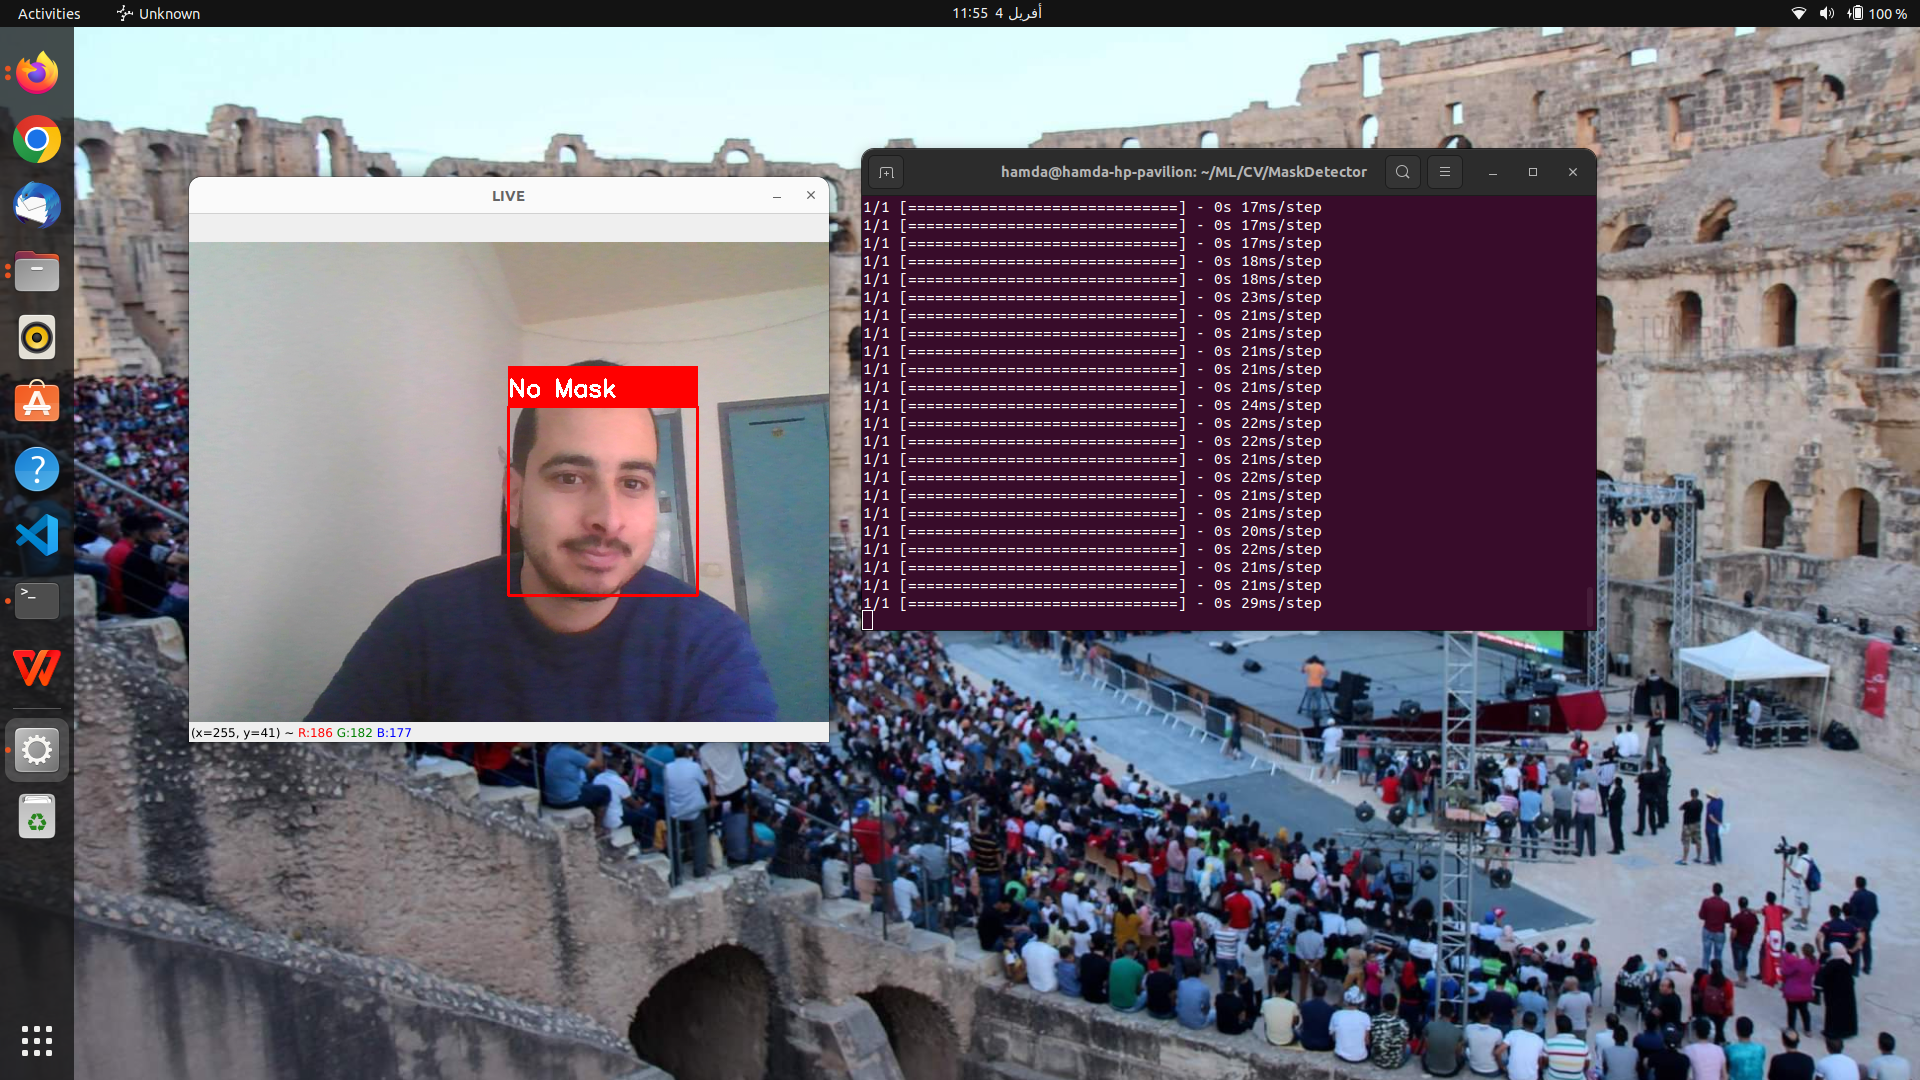 Activities
Unknown
11:55 4 أفريل
100 %
LIVE
No Mask
(x=255, y=41) ~ R:186 G:182 B:177
hamda@hamda-hp-pavilion: ~/ML/CV/MaskDetector
1/1 [==============================] - 0s 17ms/step
1/1 [==============================] - 0s 17ms/step
1/1 [==============================] - 0s 17ms/step
1/1 [==============================] - 0s 18ms/step
1/1 [==============================] - 0s 18ms/step
1/1 [==============================] - 0s 23ms/step
1/1 [==============================] - 0s 21ms/step
1/1 [==============================] - 0s 21ms/step
1/1 [==============================] - 0s 21ms/step
1/1 [==============================] - 0s 21ms/step
1/1 [==============================] - 0s 21ms/step
1/1 [==============================] - 0s 24ms/step
1/1 [==============================] - 0s 22ms/step
1/1 [==============================] - 0s 22ms/step
1/1 [==============================] - 0s 21ms/step
1/1 [==============================] - 0s 22ms/step
1/1 [==============================] - 0s 21ms/step
1/1 [==============================] - 0s 21ms/step
1/1 [==============================] - 0s 20ms/step
1/1 [==============================] - 0s 22ms/step
1/1 [==============================] - 0s 21ms/step
1/1 [==============================] - 0s 21ms/step
1/1 [==============================] - 0s 29ms/step